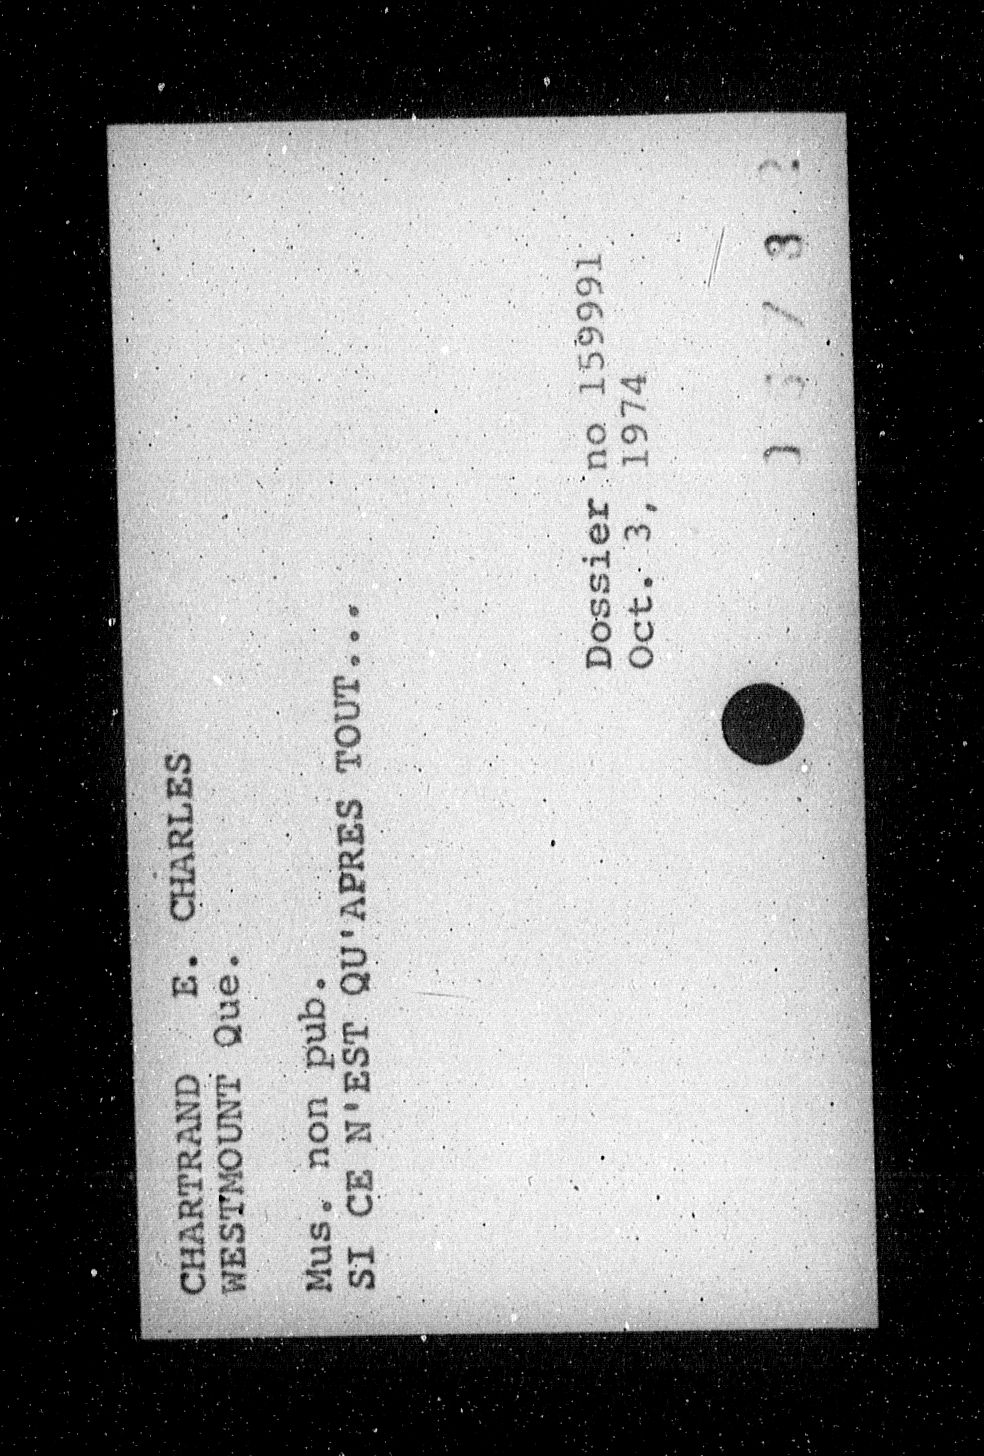 CHARTRAND E. CHARLES
WESTMOUNT Que.
Mus. non pub.
SI CE N'EST QU'APRES TOUT...
Dossier no 159991
Oct. 3, 1974